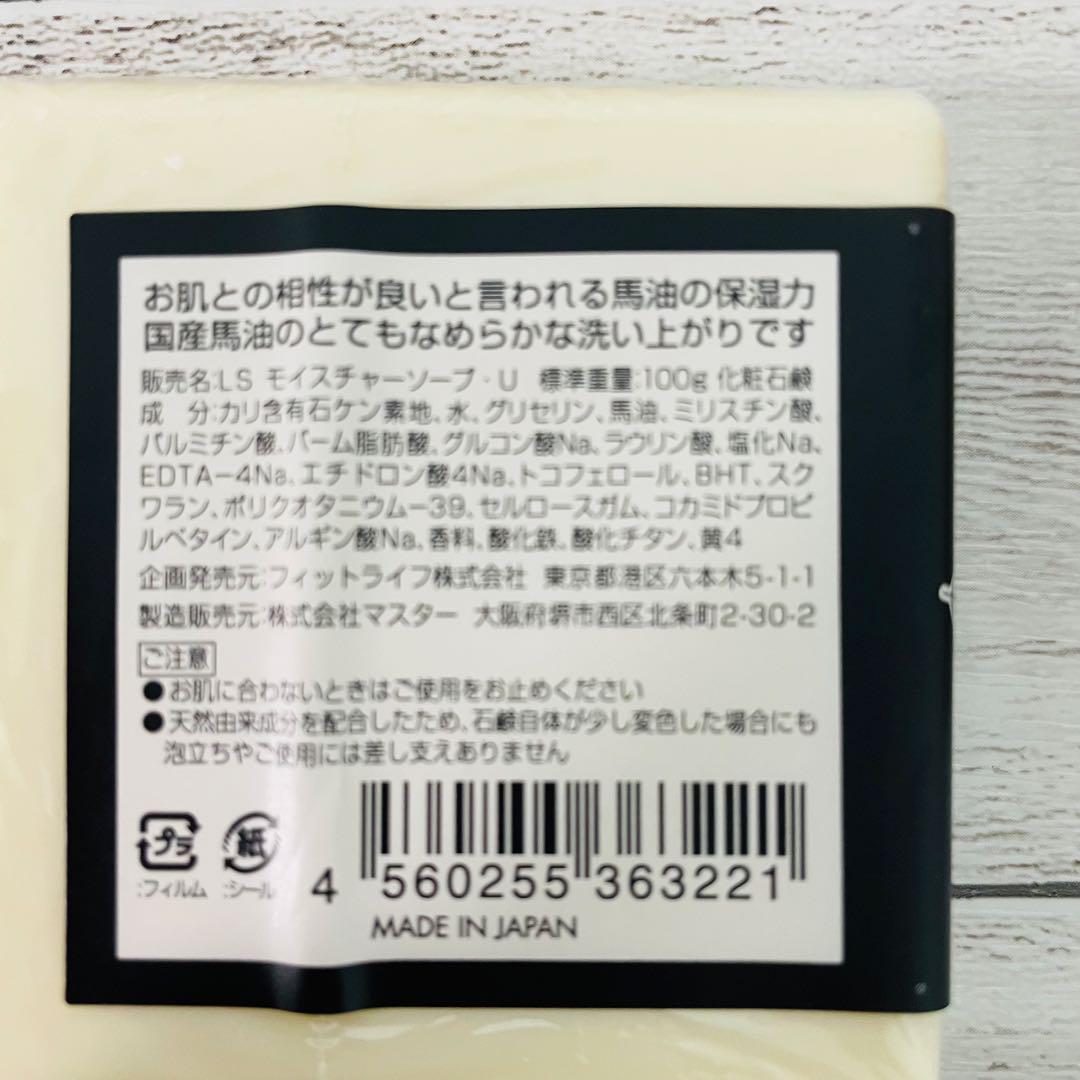 お肌との相性が良いと言われる馬油の保湿力
国産馬油のとてもなめらかな洗い上がりです
販売名:LS モイスチャーソープ・U 標準重量:100g 化粧石鹸
成 分:カリ含有石ケン素地、水、グリセリン、馬油、ミリスチン酸、
パルミチン酸、パーム脂肪酸、グルコン酸Na、ラウリン酸、塩化Na、
EDTA-4Na、エチドロン酸4Na、トコフェロール、BHT、スク
ワラン、ポリクオタニウム-39、セルロースガム、コカミドプロピ
ルベタイン、アルギン酸Na、香料、酸化鉄、酸化チタン、黄4
企画発売元:フィットライフ株式会社 東京都港区六本木5-1-1
製造販売元:株式会社マスター 大阪府堺市西区北条町2-30-2
ご注意
●お肌に合わないときはご使用をお止めください
●天然由来成分を配合したため、石鹸自体が少し変色した場合にも
泡立ちやご使用には差し支えありません
プラ 紙
:フィルム :シール
4 560255 363221
MADE IN JAPAN